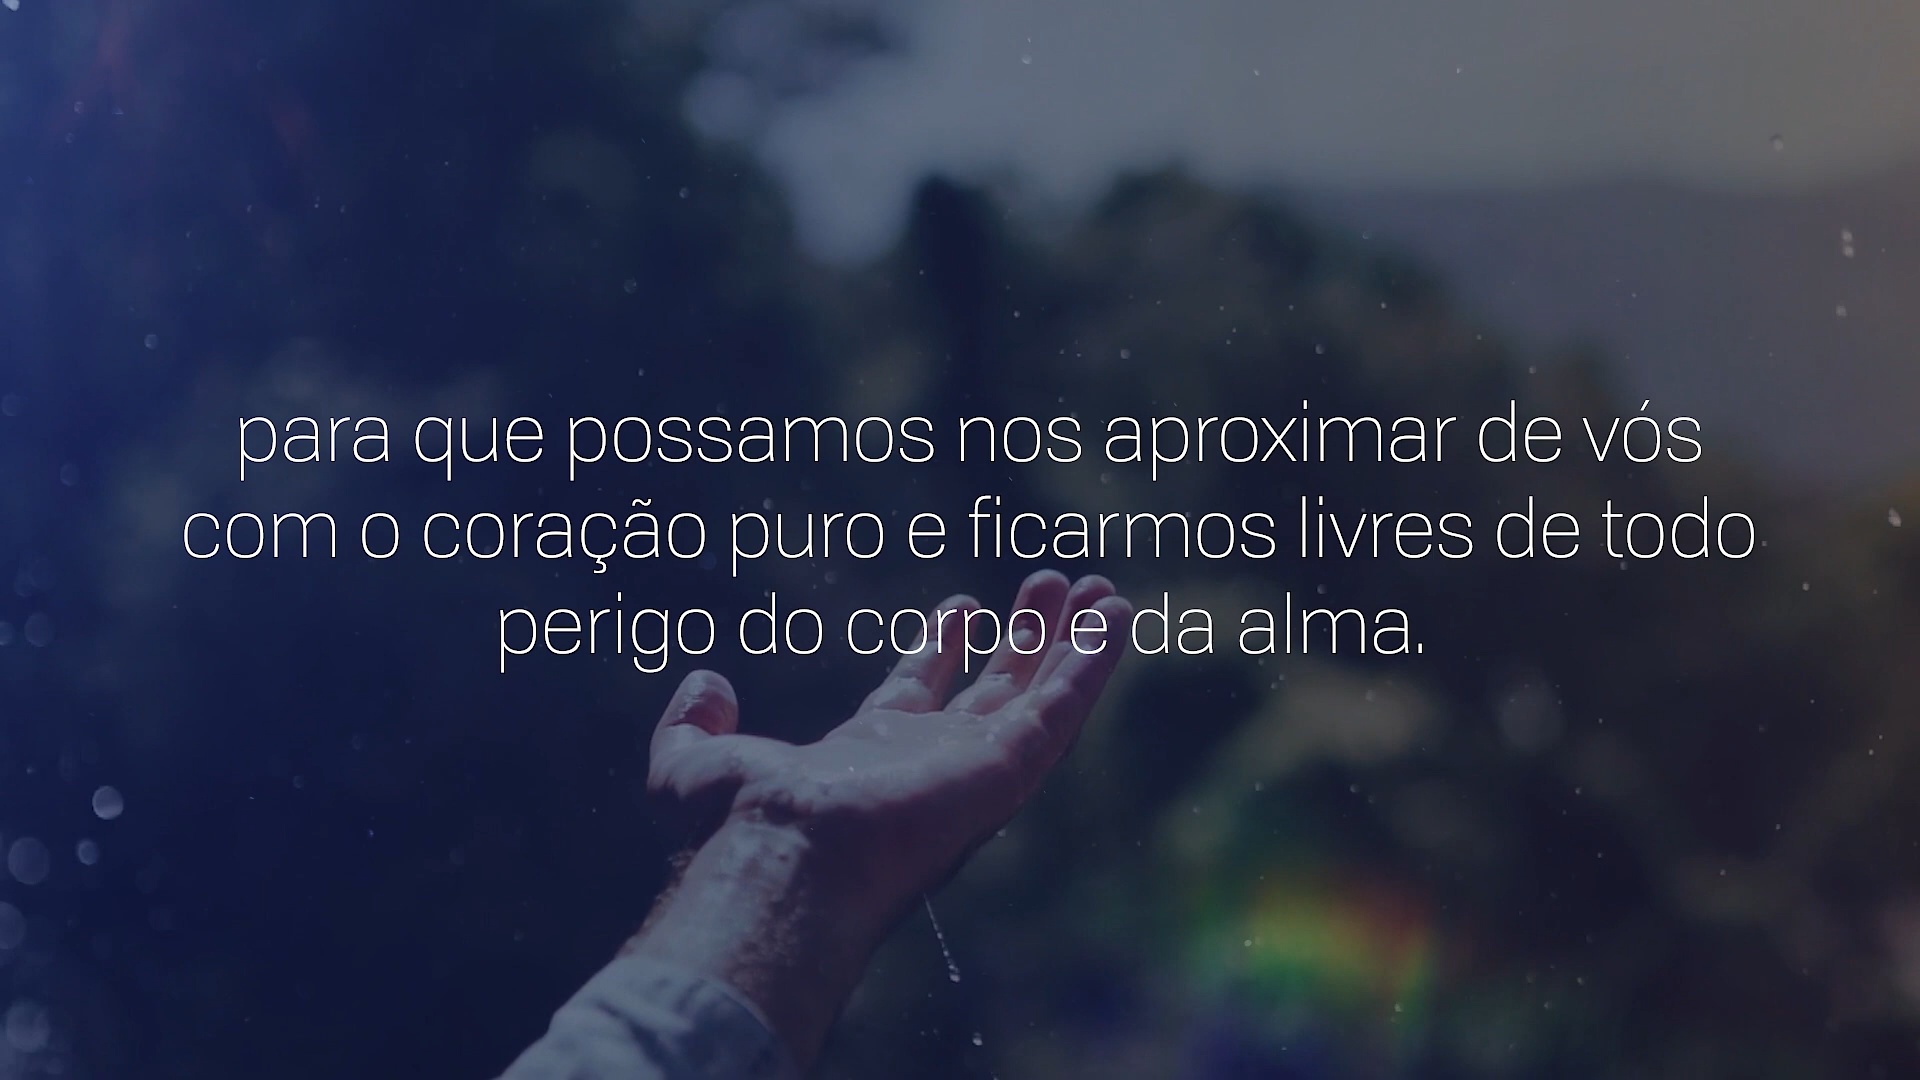 para que possamos nos aproximar de vós
com o coração puro e ficarmos livres de todo
perigo do corpo e da alma.